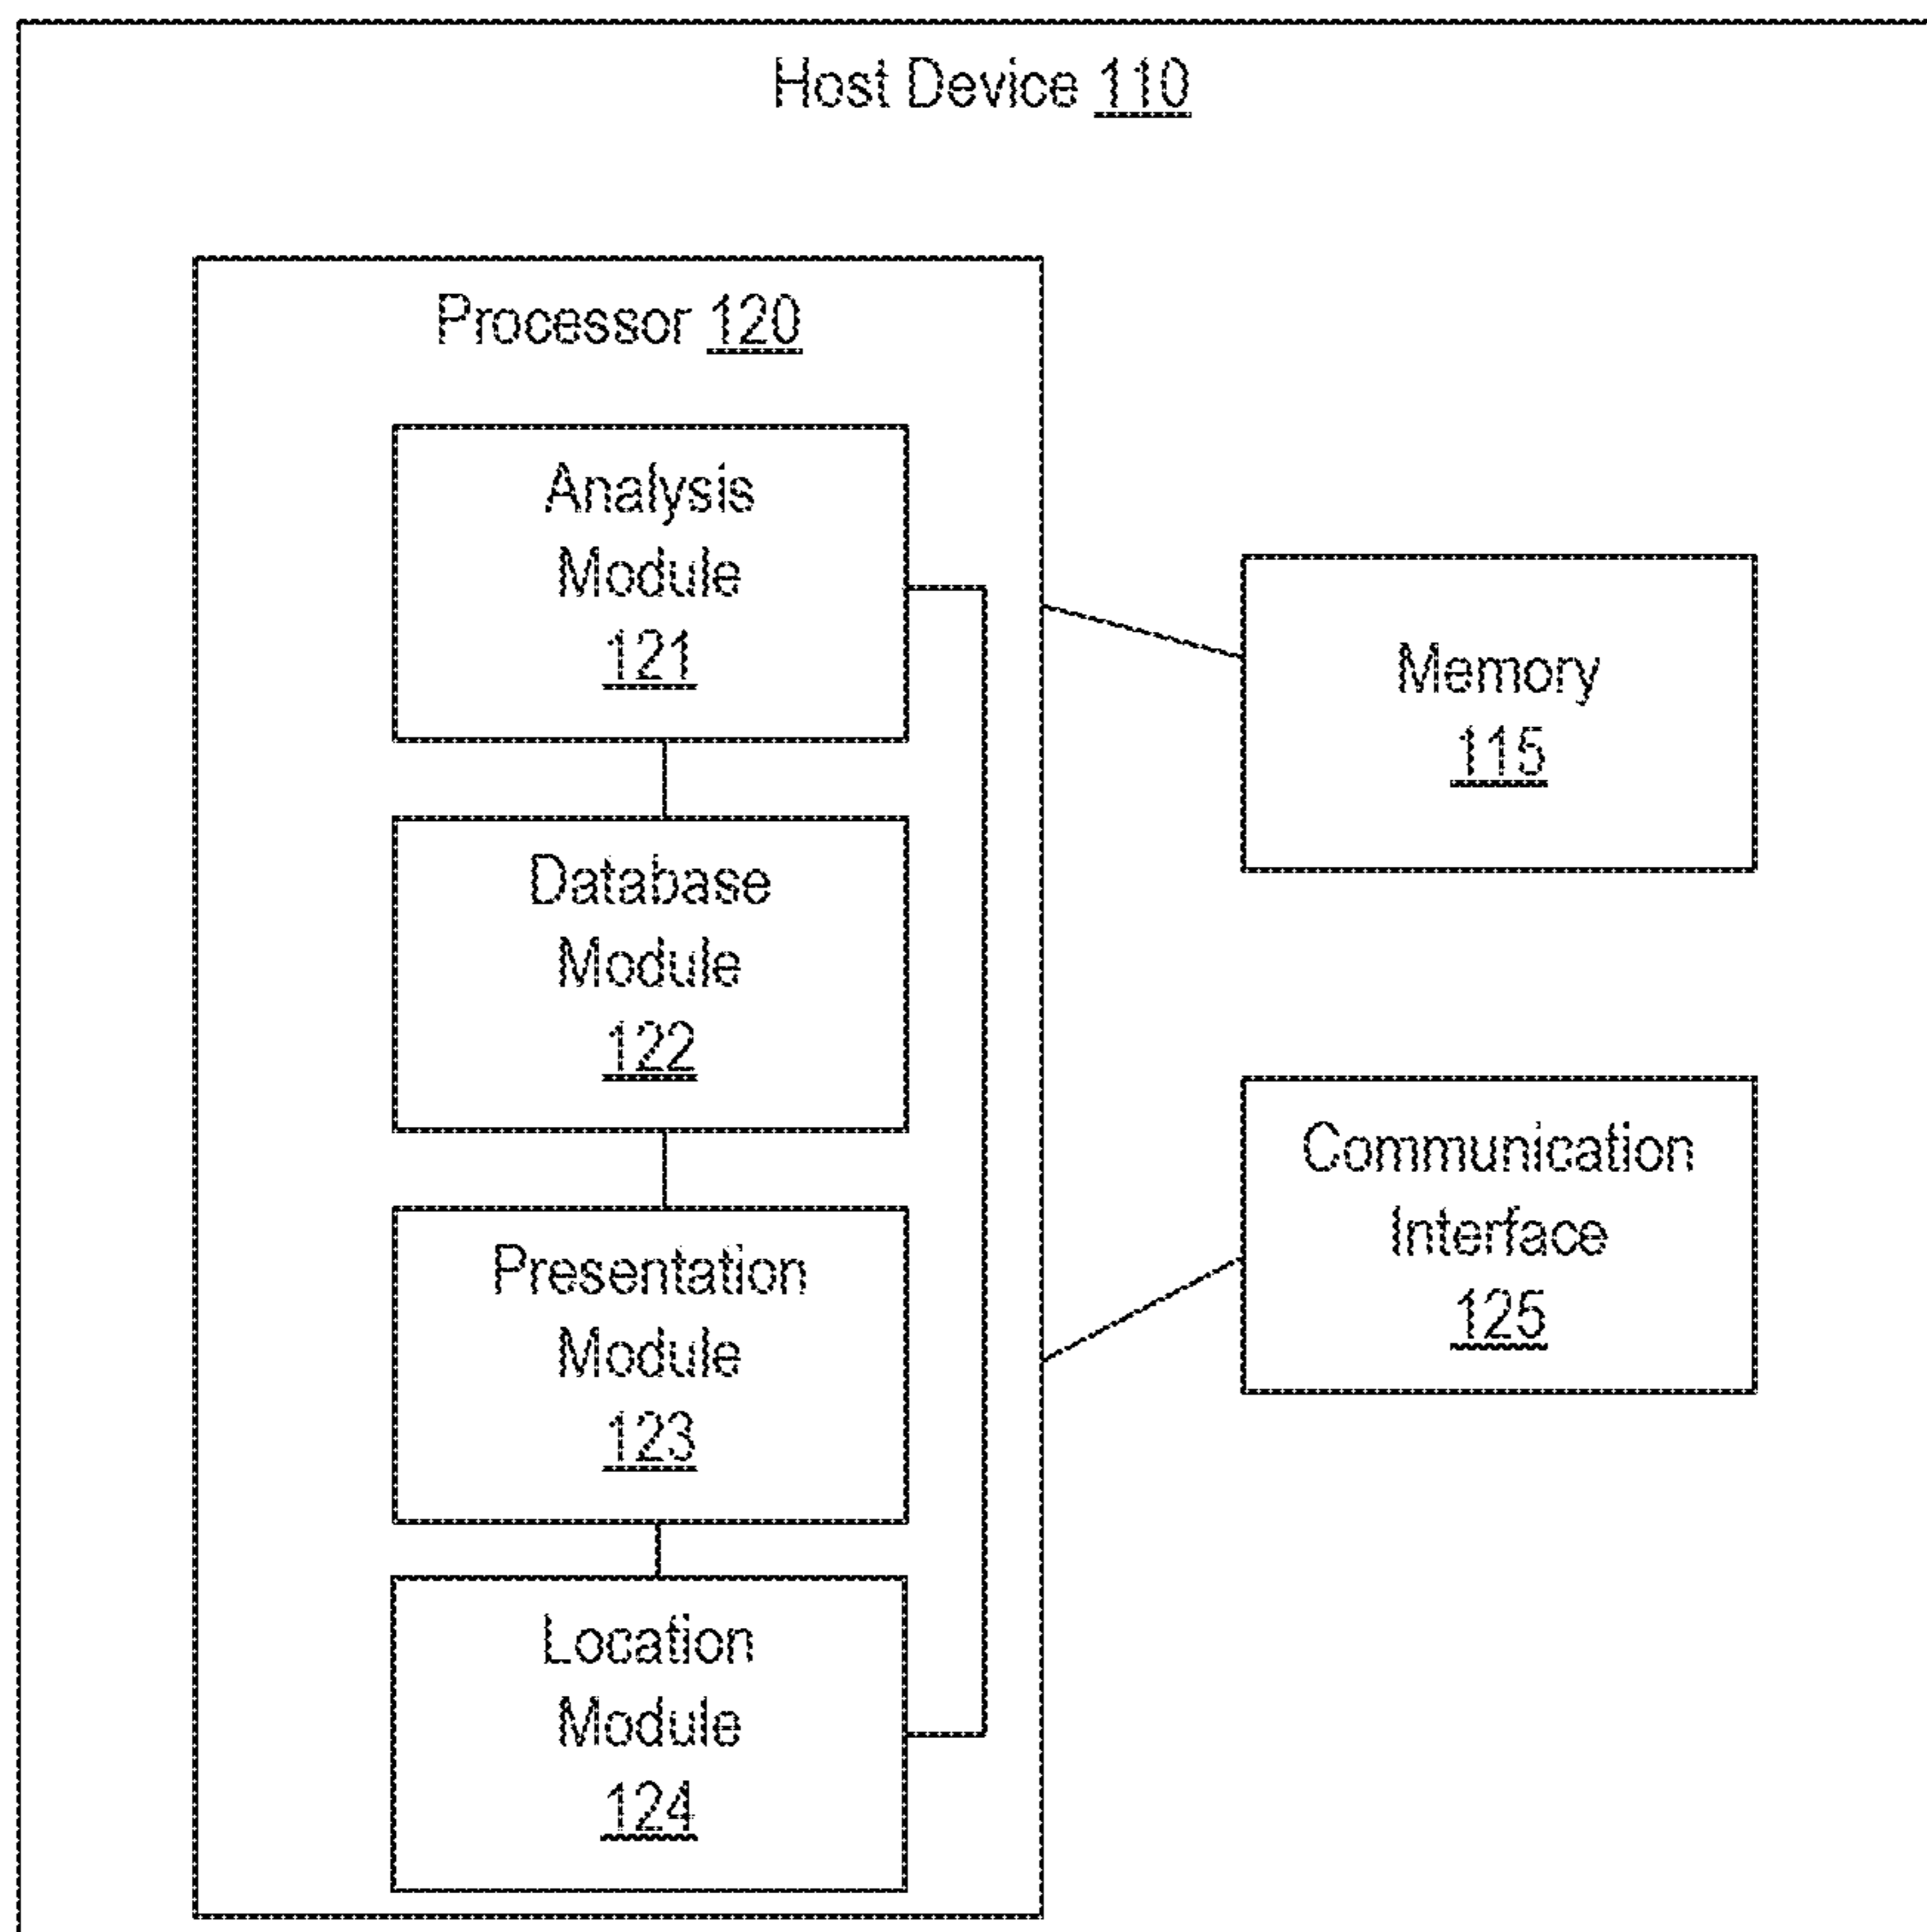 Host Device 110
Processor 120
Analysis
Module
121
Database
Module
122
Presentation
Module
123
Location
Module
124
Memory
115
Communication
Interface
125